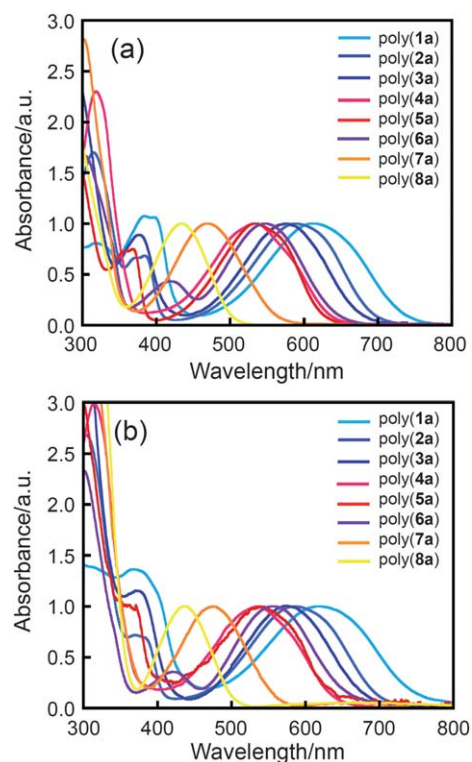 (a)
poly(1a)
poly(2a)
poly(3a)
poly(4a)
poly(5a)
poly(6a)
poly(7a)
poly(8a)
Absorbance/a.u.
3.0
2.5
2.0
1.5
1.0
0.5
0.0
300 400 500 600 700 800
Wavelength/nm
(b)
poly(1a)
poly(2a)
poly(3a)
poly(4a)
poly(5a)
poly(6a)
poly(7a)
poly(8a)
Absorbance/a.u.
3.0
2.5
2.0
1.5
1.0
0.5
0.0
300 400 500 600 700 800
Wavelength/nm